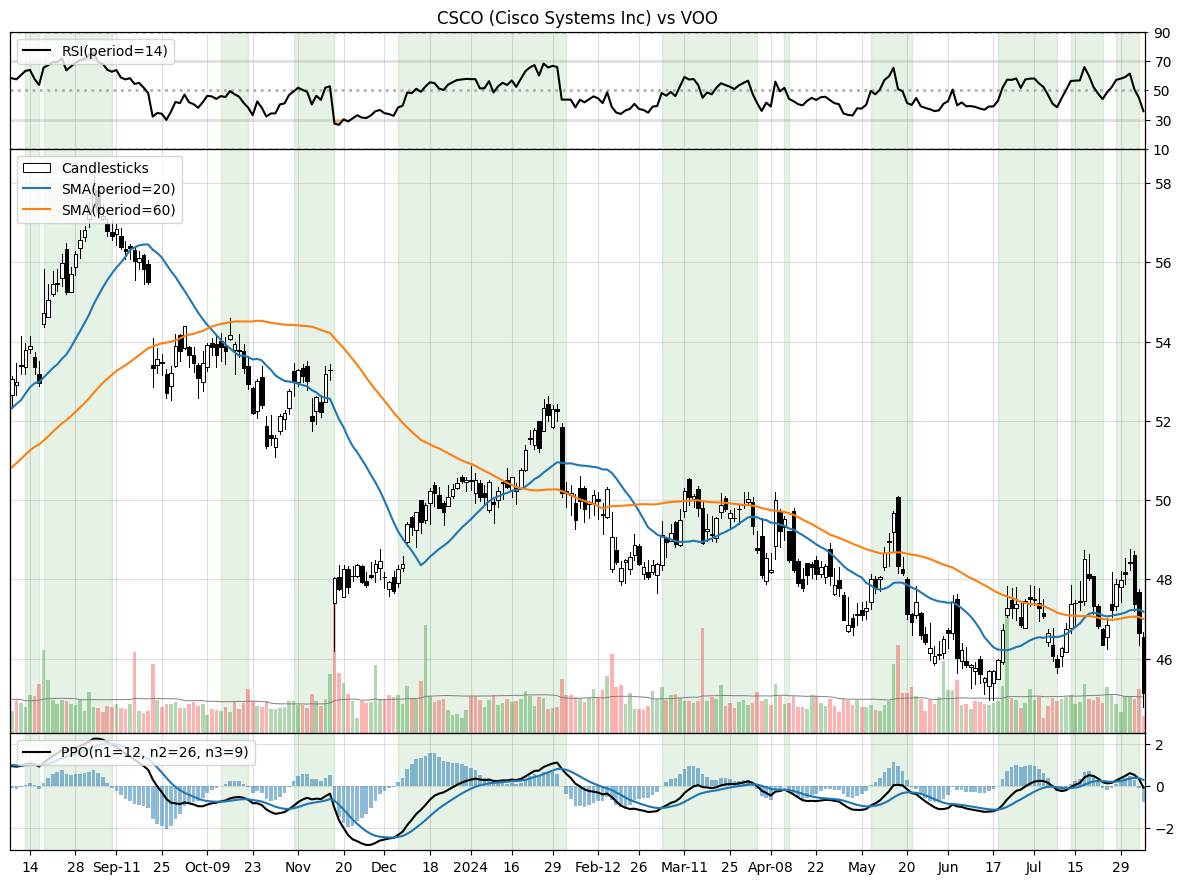 CSCO (Cisco Systems Inc) vs VOO
RSI(period=14)
90
70
50
30
10
Candlesticks
SMA(period=20)
SMA(period=60)
58
56
54
52
50
48
46
PPO(n1=12, n2=26, n3=9)
2
0
−2
14 28 Sep-11 25 Oct-09 23 Nov 20 Dec 18 2024 16 29 Feb-12 26 Mar-11 25 Apr-08 22 May 20 Jun 17 Jul 15 29